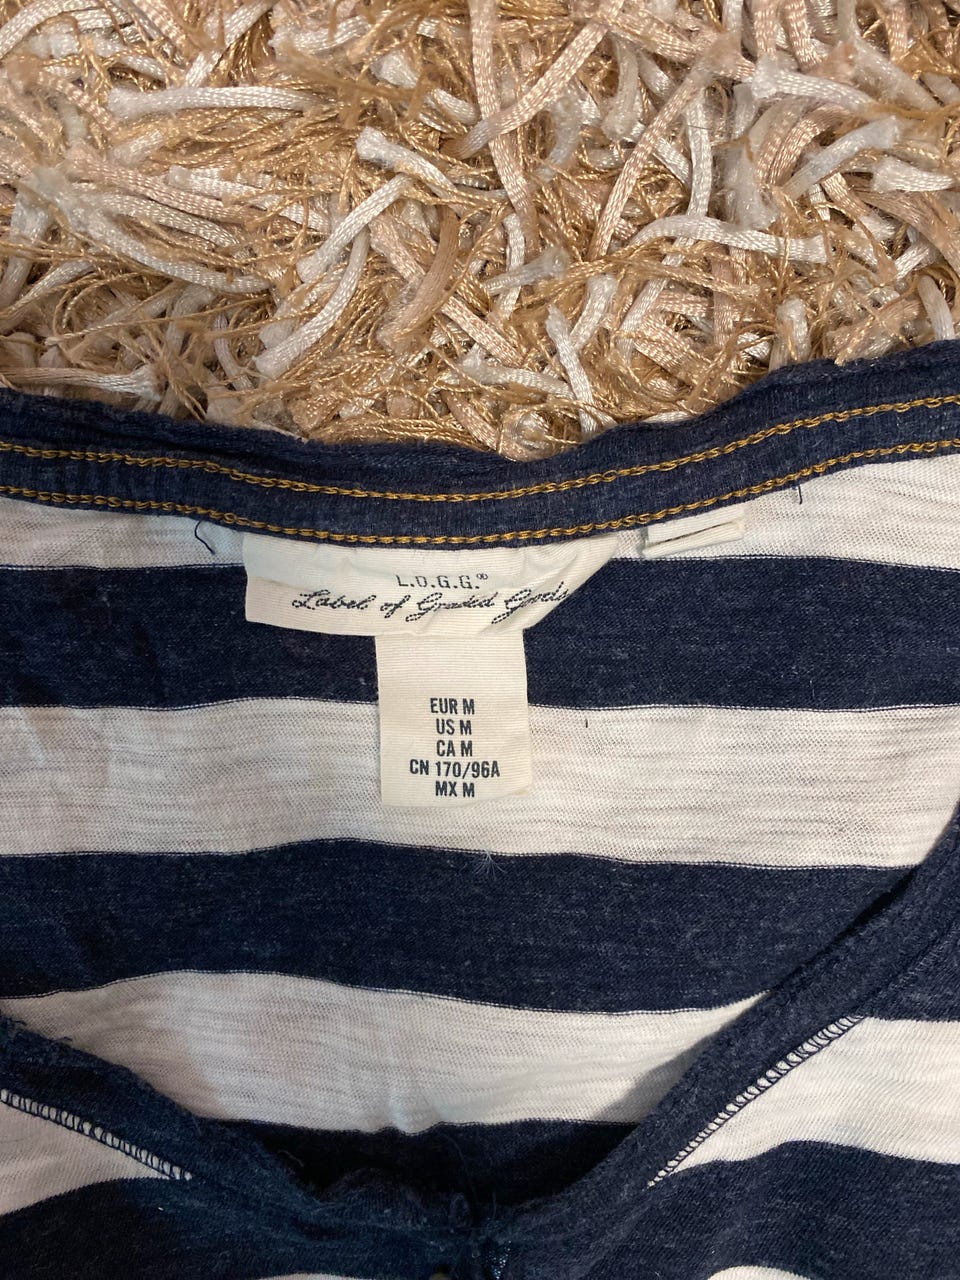 L.O.G.G.®
Label of Graded Goods
EUR M
US M
CA M
CN 170/96A
MX M